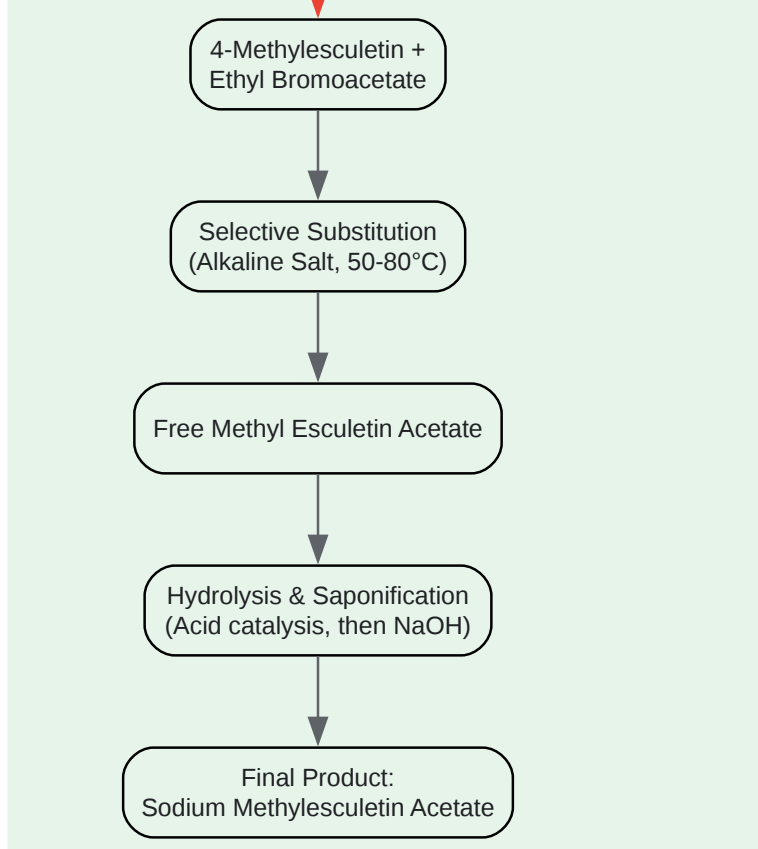 4-Methylesculetin +
Ethyl Bromoacetate
Selective Substitution
(Alkaline Salt, 50-80°C)
Free Methyl Esculetin Acetate
Hydrolysis & Saponification
(Acid catalysis, then NaOH)
Final Product:
Sodium Methylesculetin Acetate